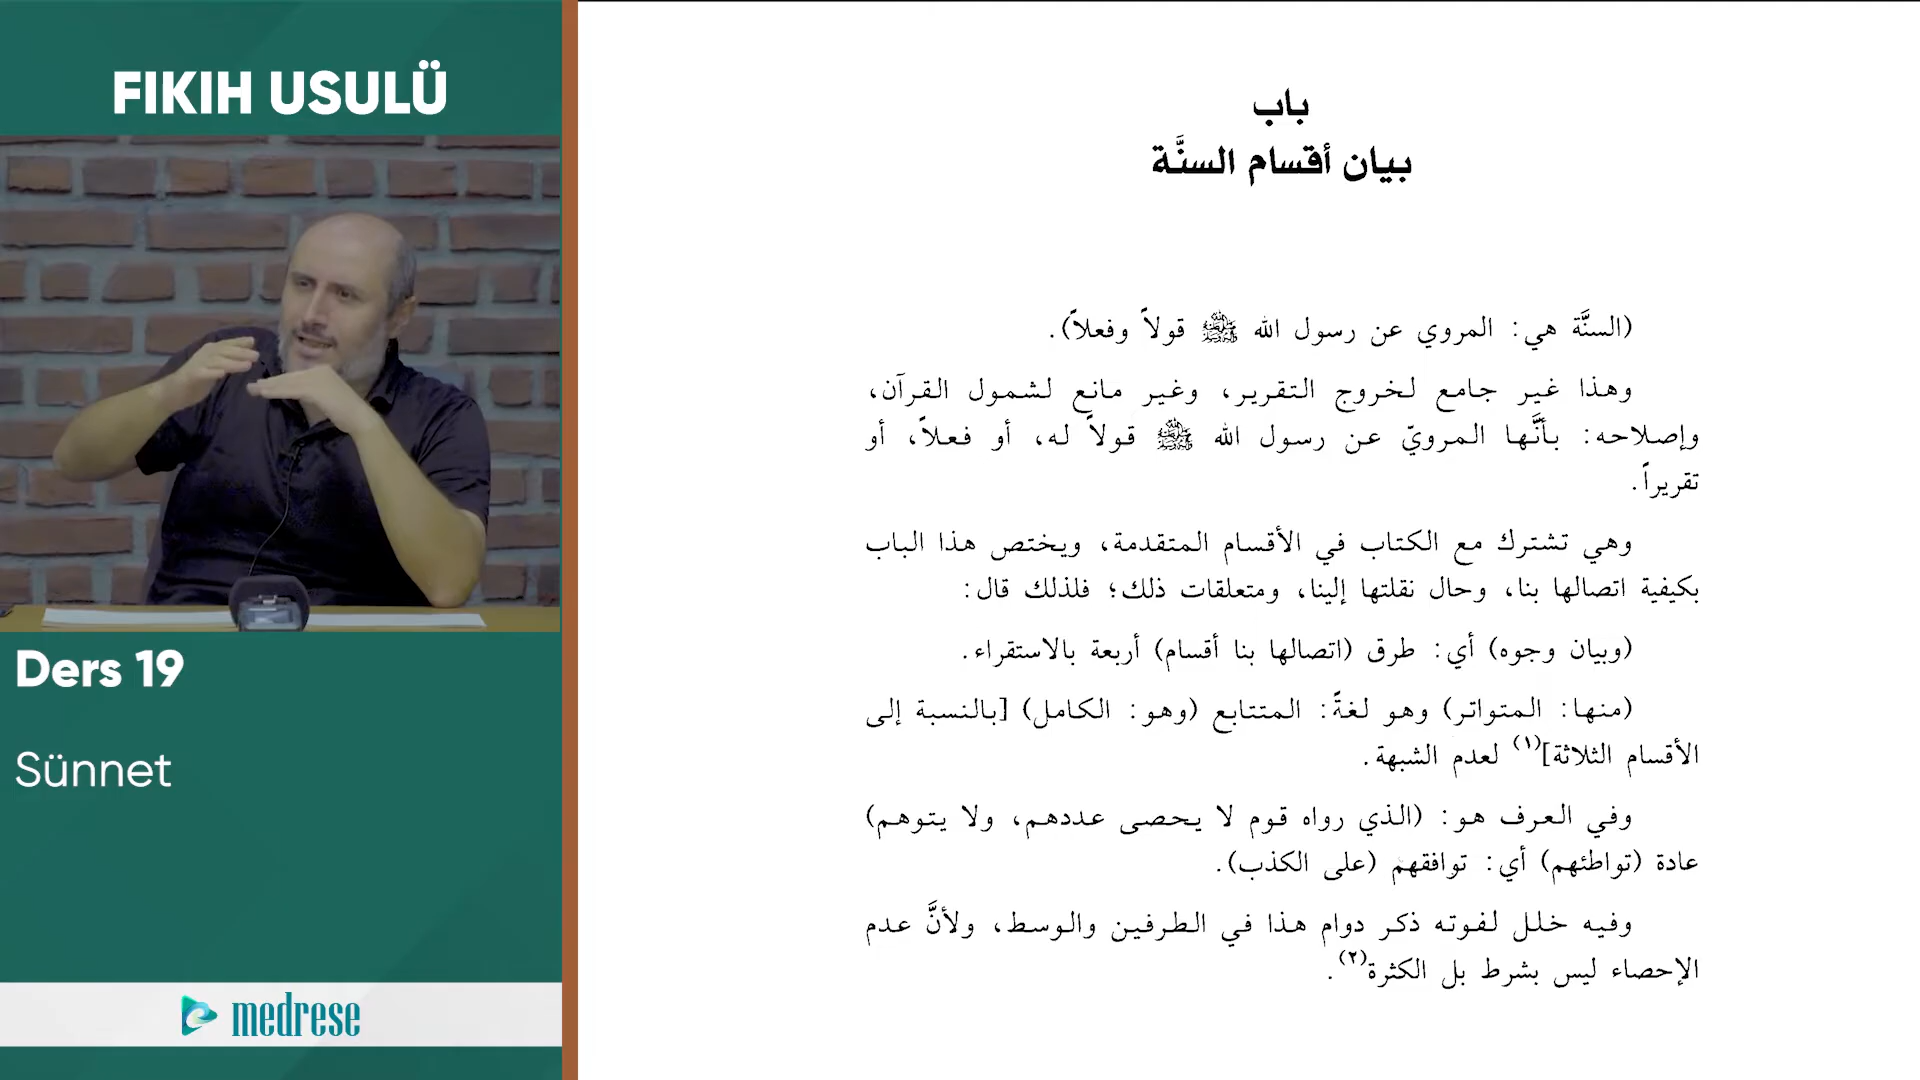 FIKIH USULÜ
Ders 19
Sünnet
medrese
باب
بيان أقسام السنَّة
(السنَّة هي: المروي عن رسول الله ﷺ قولاً وفعلاً).
وهذا غير جامع لخروج التقرير، وغير مانع لشمول القرآن،
وإصلاحه: بأنَّها المرويّ عن رسول الله ﷺ قولاً له، أو فعلاً، أو
تقريراً.
وهي تشترك مع الكتاب في الأقسام المتقدمة، ويختص هذا الباب
بكيفية اتصالها بنا، وحال نقلتها إلينا، ومتعلقات ذلك؛ فلذلك قال:
(وبيان وجوه) أي: طرق (اتصالها بنا أقسام) أربعة بالاستقراء.
(منها: المتواتر) وهو لغةً: المتتابع (وهو: الكامل) [بالنسبة إلى
الأقسام الثلاثة](١) لعدم الشبهة.
وفي العرف هو: (الذي رواه قوم لا يحصى عددهم، ولا يتوهم)
عادة (تواطئهم) أي: توافقهم (على الكذب).
وفيه خلل لفوته ذكر دوام هذا في الطرفين والوسط، ولأنَّ عدم
الإحصاء ليس بشرط بل الكثرة(٢).